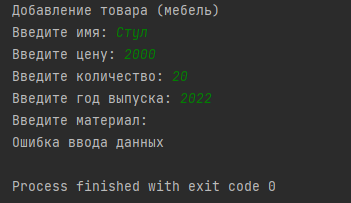 Добавление товара (мебель)
Введите имя: Стул
Введите цену: 2000
Введите количество: 20
Введите год выпуска: 2022
Введите материал:
Ошибка ввода данных
Process finished with exit code 0